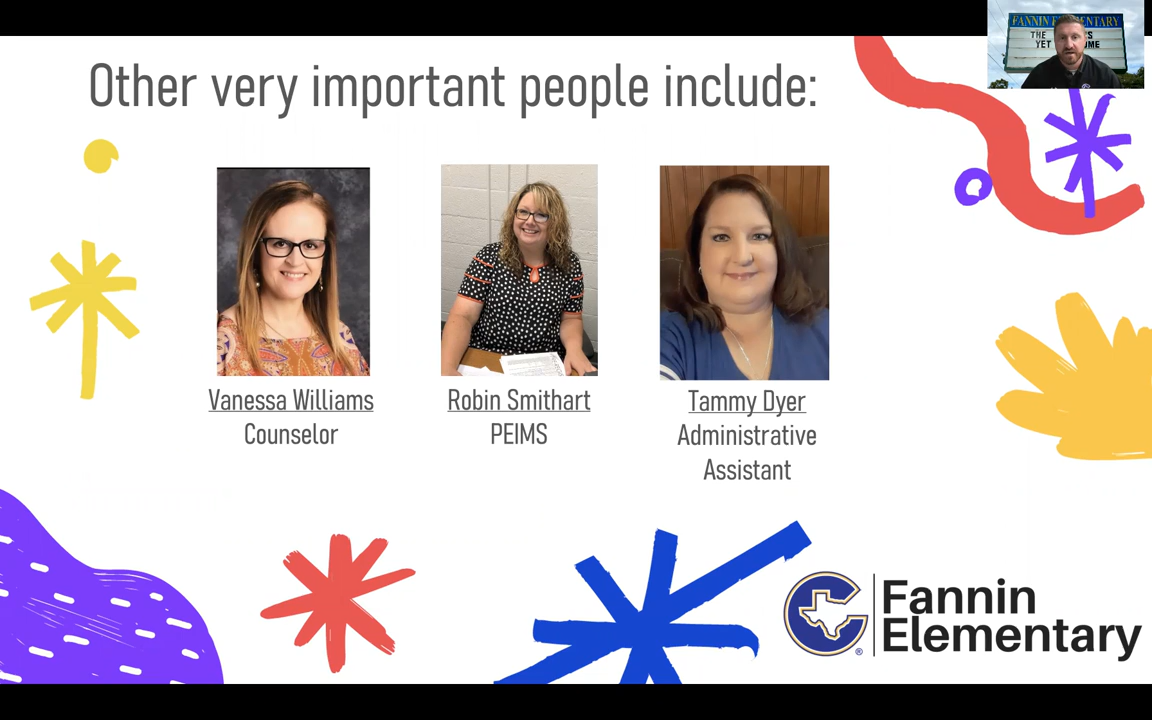 FANNIN ELEMENTARY
THE
YET
Other very important people include:
Vanessa Williams
Counselor
Robin Smithart
PEIMS
Tammy Dyer
Administrative
Assistant
Fannin
Elementary
®